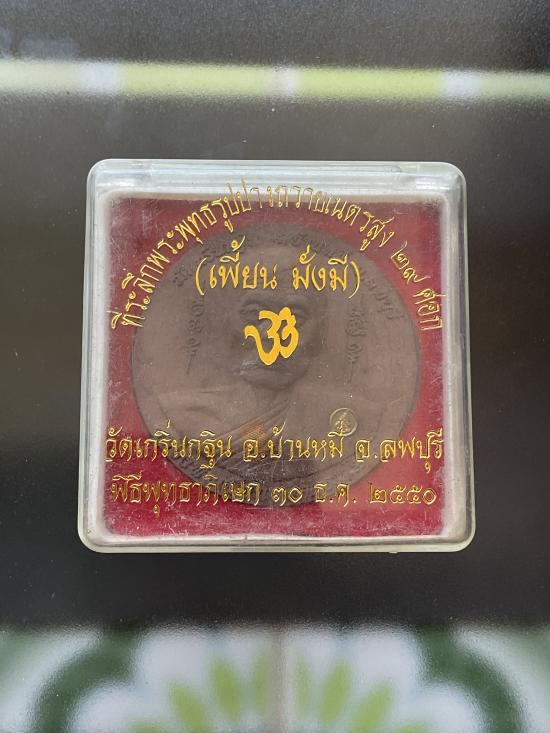 ที่ระลึกพระพุทธรูปปางถวายเนตรสูง ๒๙ ศอก
(เพี้ยน มั่งมี)
วัดเกริ่นกฐิน อ.บ้านหมี่ จ.ลพบุรี
พิธีพุทธาภิเษก ๓๐ ธ.ค. ๒๕๕๐